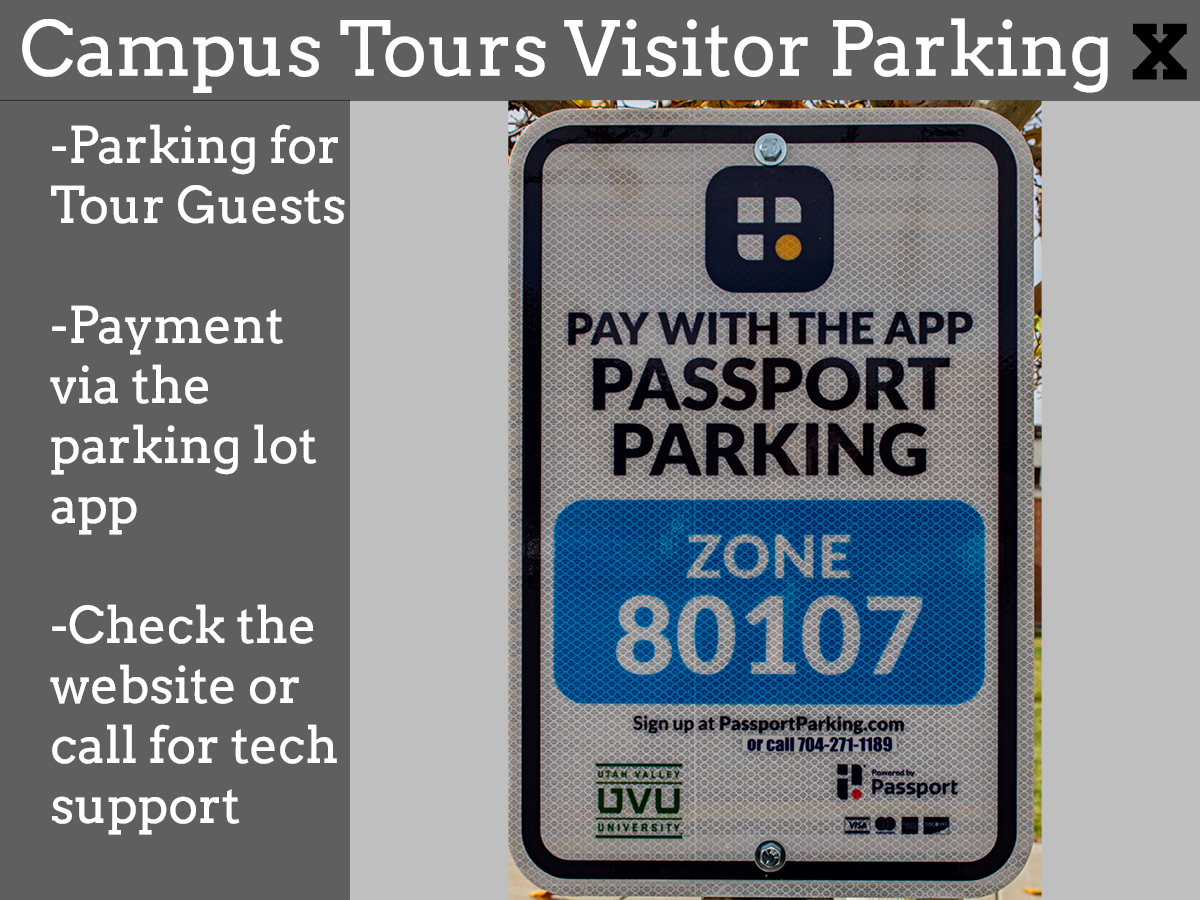 Campus Tours Visitor Parking X
-Parking for
Tour Guests
-Payment
via the
parking lot
app
-Check the
website or
call for tech
support
PAY WITH THE APP
PASSPORT
PARKING
ZONE
80107
Sign up at PassportParking.com
or call 704-271-1189
UTAH VALLEY
UVU
UNIVERSITY
Powered by
Passport
VISA
DISCOVER